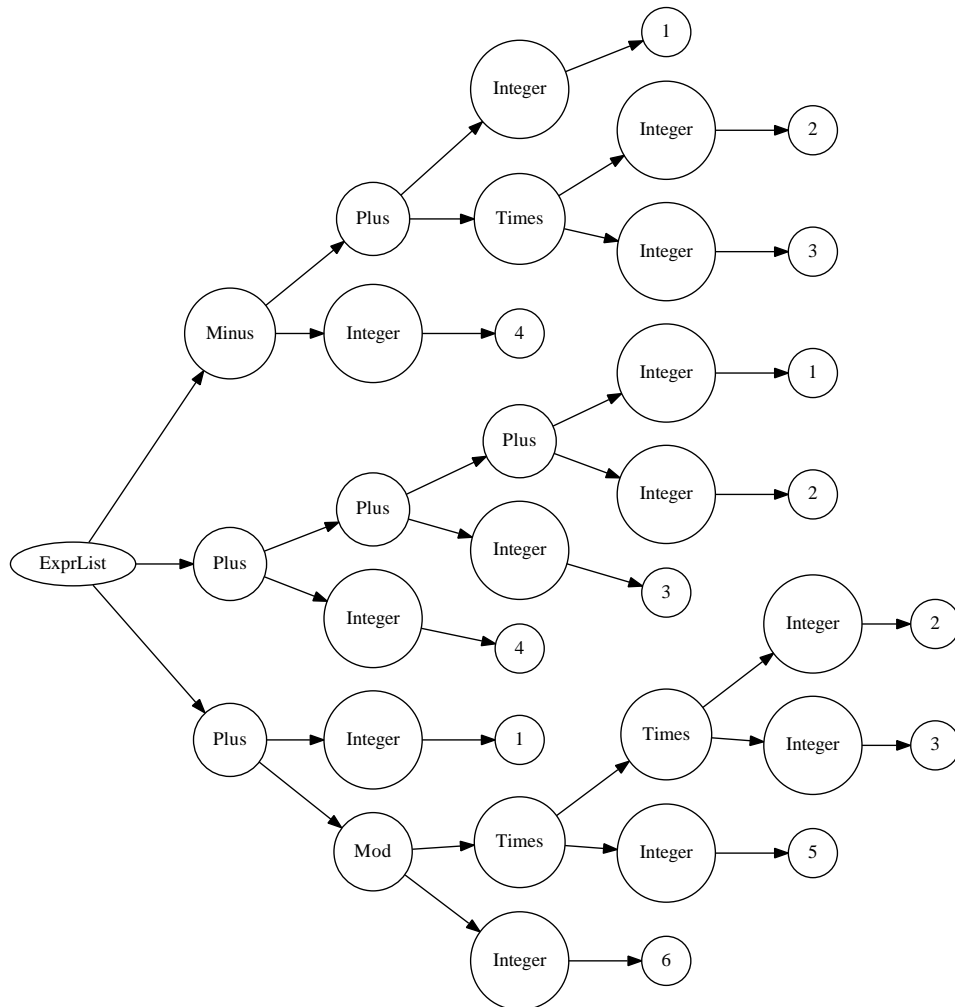 1
Integer
Integer
2
Plus
Times
Integer
3
Minus
Integer
4
Integer
1
Plus
Plus
Integer
2
ExprList
Plus
Integer
3
Integer
4
Integer
2
Plus
Integer
1
Times
Integer
3
Mod
Times
Integer
5
Integer
6